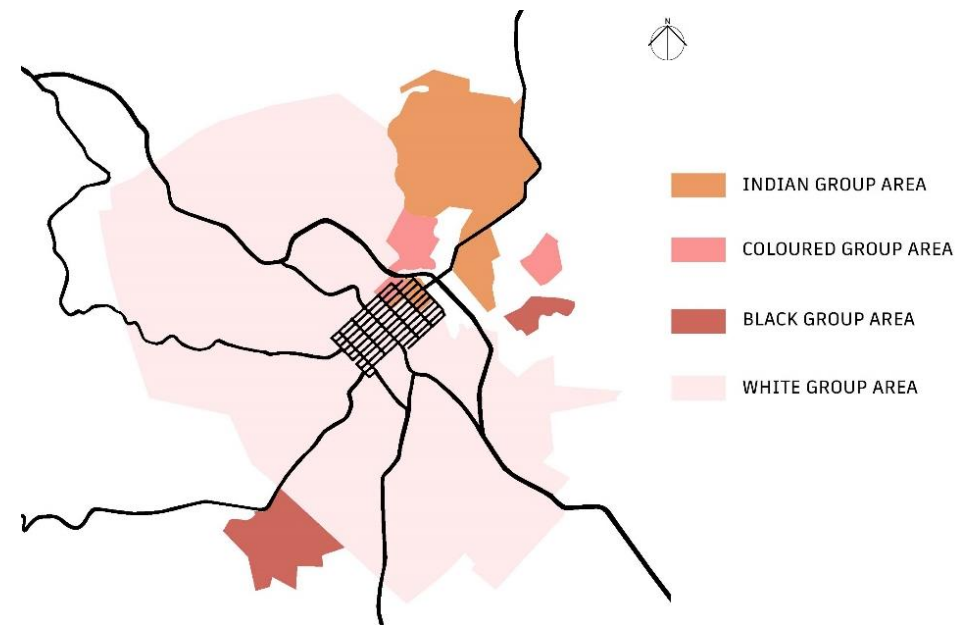 N
INDIAN GROUP AREA
COLOURED GROUP AREA
BLACK GROUP AREA
WHITE GROUP AREA